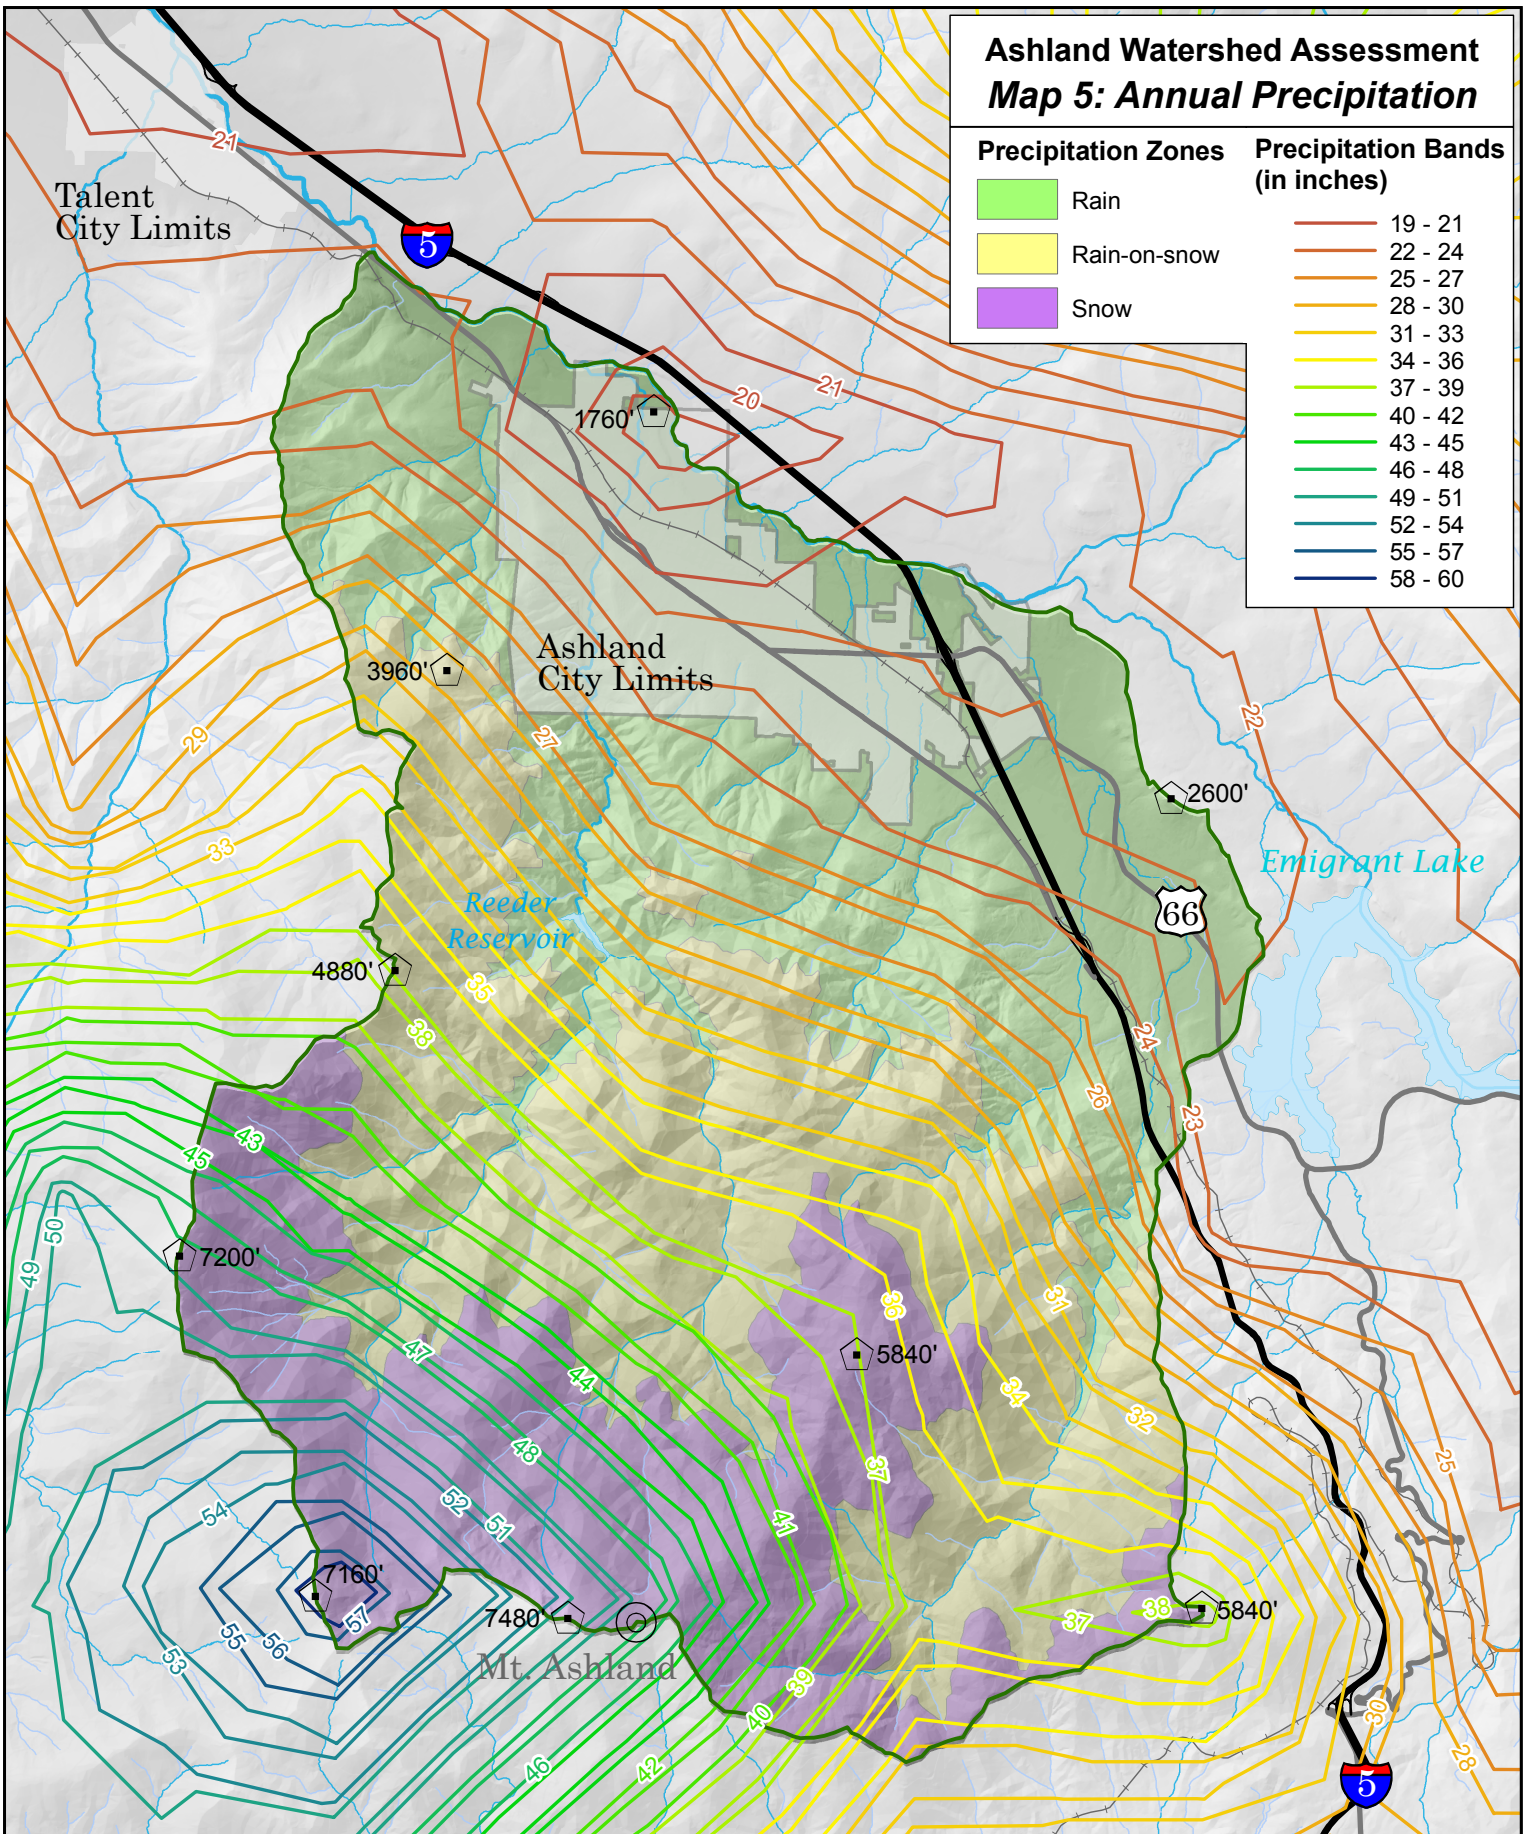 Ashland Watershed Assessment
Map 5: Annual Precipitation
Precipitation Zones
Rain
Rain-on-snow
Snow
Precipitation Bands
(in inches)
19 - 21
22 - 24
25 - 27
28 - 30
31 - 33
34 - 36
37 - 39
40 - 42
43 - 45
46 - 48
49 - 51
52 - 54
55 - 57
58 - 60
21
Talent
City Limits
5
20
21
1760'
3960'
Ashland
City Limits
22
29
27
2600'
33
Emigrant Lake
Reeder
Reservoir
66
4880'
35
38
24
26
23
43
45
50
49
7200'
36
31
47
44
5840'
34
32
48
37
25
52
51
54
41
7160'
57
7480'
37
38
5840'
55
56
53
Mt. Ashland
39
40
30
46
42
28
5